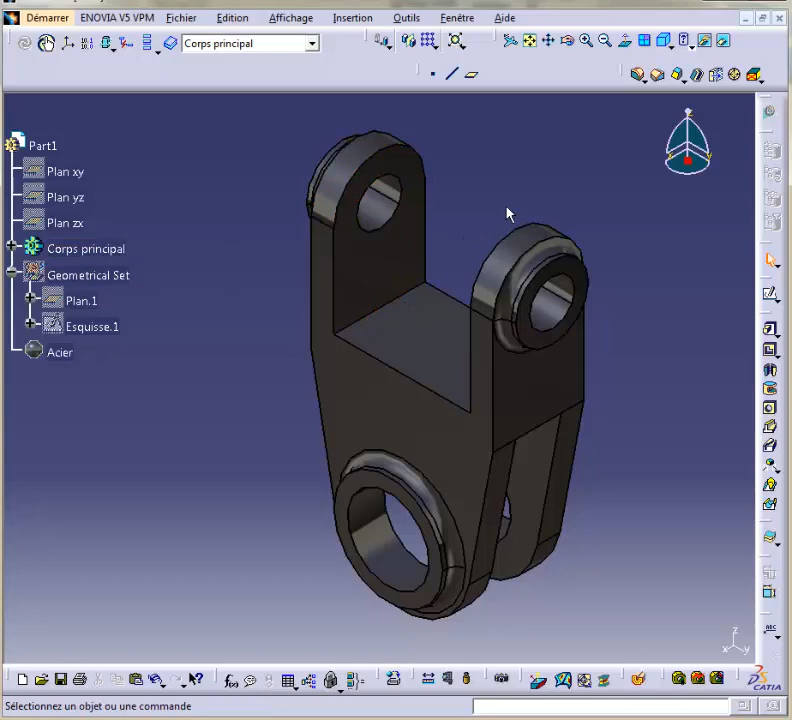 Démarrer ENOVIA V5 VPM Fichier Edition Affichage Insertion Outils Fenêtre Aide
Corps principal
Part1
Plan xy
Plan yz
Plan zx
Corps principal
Geometrical Set
Plan.1
Esquisse.1
Acier
z
x y
CATIA
Sélectionnez un objet ou une commande